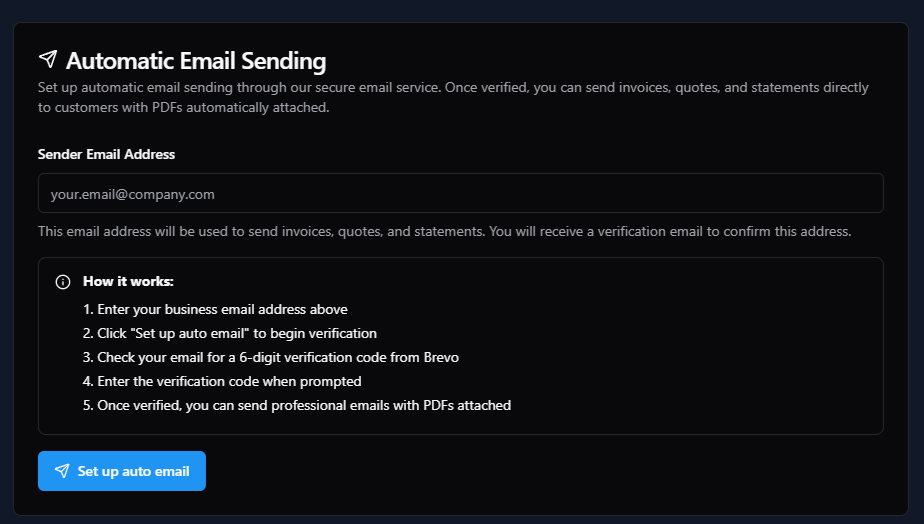 Automatic Email Sending
Set up automatic email sending through our secure email service. Once verified, you can send invoices, quotes, and statements directly
to customers with PDFs automatically attached.
Sender Email Address
your.email@company.com
This email address will be used to send invoices, quotes, and statements. You will receive a verification email to confirm this address.
How it works:
1. Enter your business email address above
2. Click "Set up auto email" to begin verification
3. Check your email for a 6-digit verification code from Brevo
4. Enter the verification code when prompted
5. Once verified, you can send professional emails with PDFs attached
Set up auto email